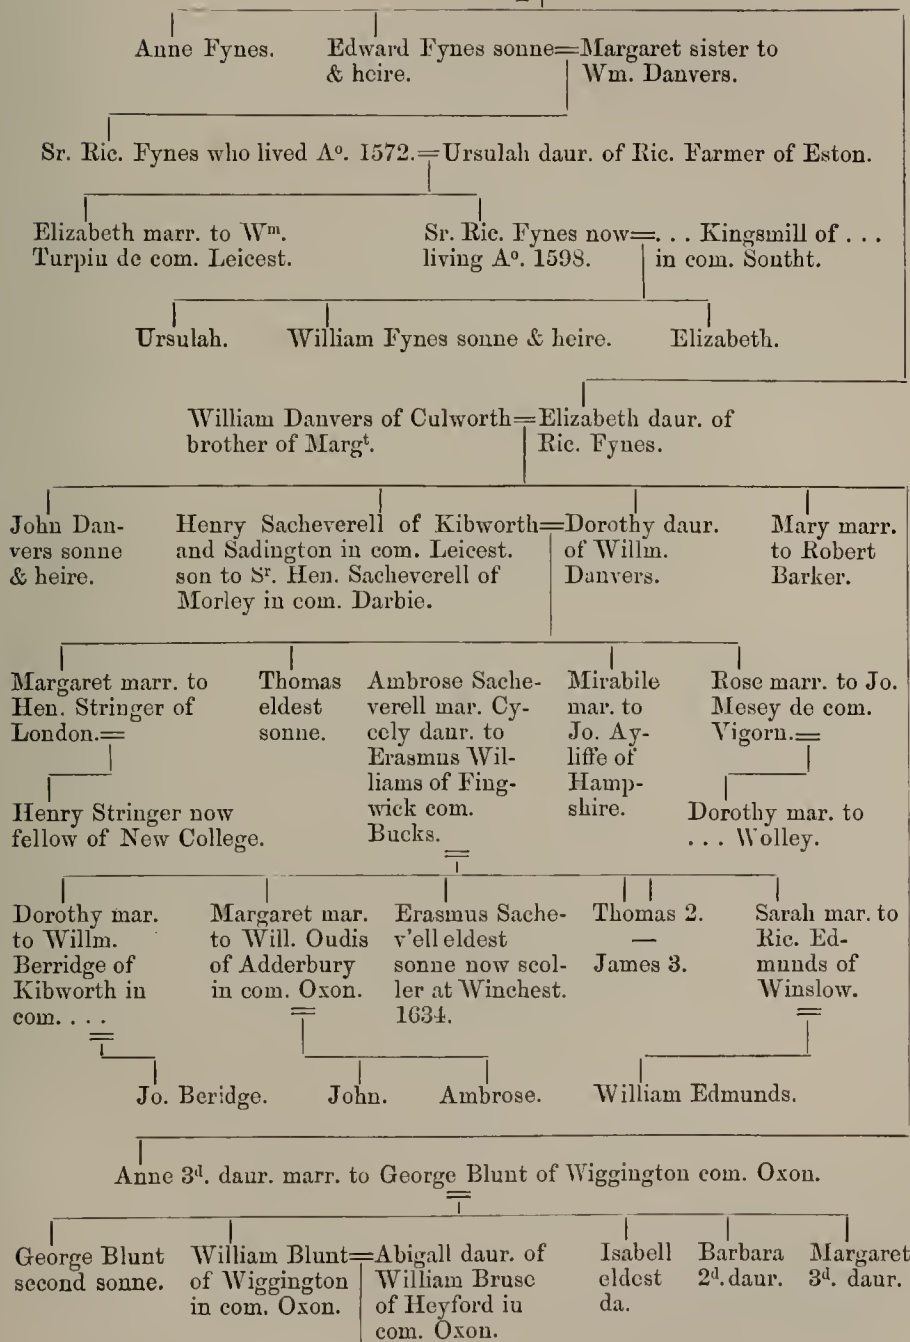 Anne Fynes.
Edward Fynes sonne=Margaret sister to
& heire. Wm. Danvers.
Sr. Ric. Fynes who lived Aº. 1572.=Ursulah daur. of Ric. Farmer of Eston.
Elizabeth marr. to Wᵐ.
Turpin de com. Leicest.
Sr. Ric. Fynes now=. . . Kingsmill of . . .
living Aº. 1598. in com. Southt.
Ursulah. William Fynes sonne & heire. Elizabeth.
William Danvers of Culworth=Elizabeth daur. of
brother of Margᵗ. Ric. Fynes.
John Dan-
vers sonne
& heire.
Henry Sacheverell of Kibworth=Dorothy daur.
and Sadington in com. Leicest. of Willm.
son to Sʳ. Hen. Sacheverell of Danvers.
Morley in com. Darbie.
Mary marr.
to Robert
Barker.
Margaret marr. to
Hen. Stringer of
London.=
Thomas
eldest
sonne.
Ambrose Sache-
verell mar. Cy-
cely daur. to
Erasmus Wil-
liams of Fing-
wick com.
Bucks.
=
Mirabile
mar. to
Jo. Ay-
liffe of
Hamp-
shire.
Rose marr. to Jo.
Mesey de com.
Vigorn.=
Henry Stringer now
fellow of New College.
Dorothy mar. to
. . . Wolley.
Dorothy mar.
to Willm.
Berridge of
Kibworth in
com. . . .
=
Margaret mar.
to Will. Oudis
of Adderbury
in com. Oxon.
=
Erasmus Sache-
v'ell eldest
sonne now scol-
ler at Winchest.
1634.
Thomas 2.
—
James 3.
Sarah mar. to
Ric. Ed-
munds of
Winslow.
=
Jo. Beridge. John. Ambrose. William Edmunds.
Anne 3ᵈ. daur. marr. to George Blunt of Wiggington com. Oxon.
=
George Blunt
second sonne.
William Blunt=Abigall daur. of
of Wiggington William Bruse
in com. Oxon. of Heyford in
com. Oxon.
Isabell
eldest
da.
Barbara
2ᵈ. daur.
Margaret
3ᵈ. daur.